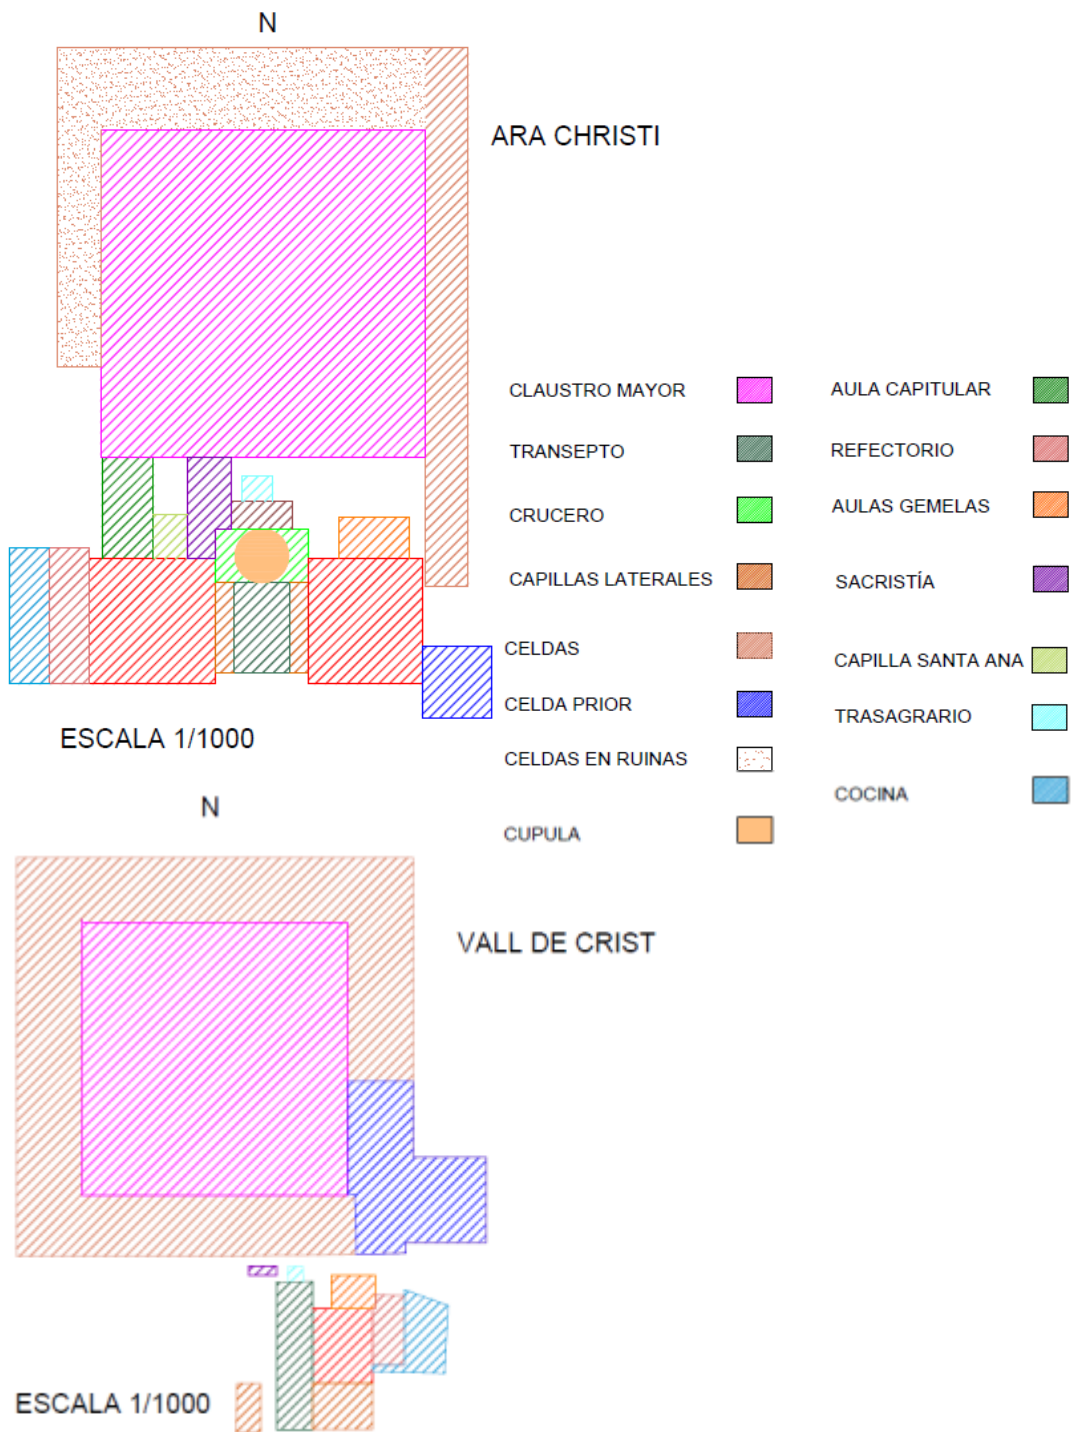 N
ARA CHRISTI
CLAUSTRO MAYOR
AULA CAPITULAR
TRANSEPTO
REFECTORIO
CRUCERO
AULAS GEMELAS
CAPILLAS LATERALES
SACRISTÍA
CELDAS
CAPILLA SANTA ANA
CELDA PRIOR
TRASAGRARIO
ESCALA 1/1000
CELDAS EN RUINAS
COCINA
N
CUPULA
VALL DE CRIST
ESCALA 1/1000